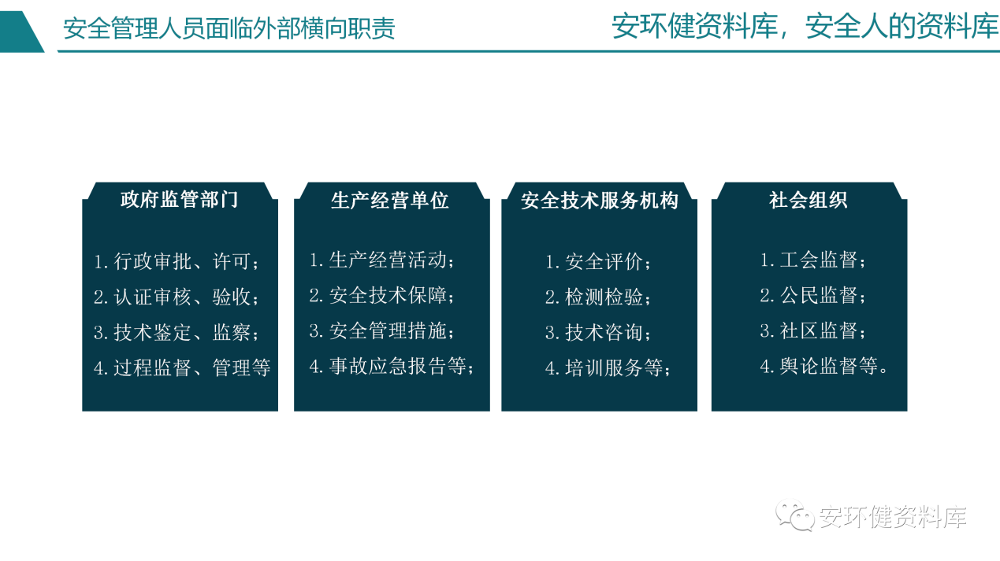 安全管理人员面临外部横向职责
安环健资料库，安全人的资料库
政府监管部门
1.行政审批、许可；
2.认证审核、验收；
3.技术鉴定、监察；
4.过程监督、管理等
生产经营单位
1.生产经营活动；
2.安全技术保障；
3.安全管理措施；
4.事故应急报告等；
安全技术服务机构
1.安全评价；
2.检测检验；
3.技术咨询；
4.培训服务等；
社会组织
1.工会监督；
2.公民监督；
3.社区监督；
4.舆论监督等。
安环健资料库